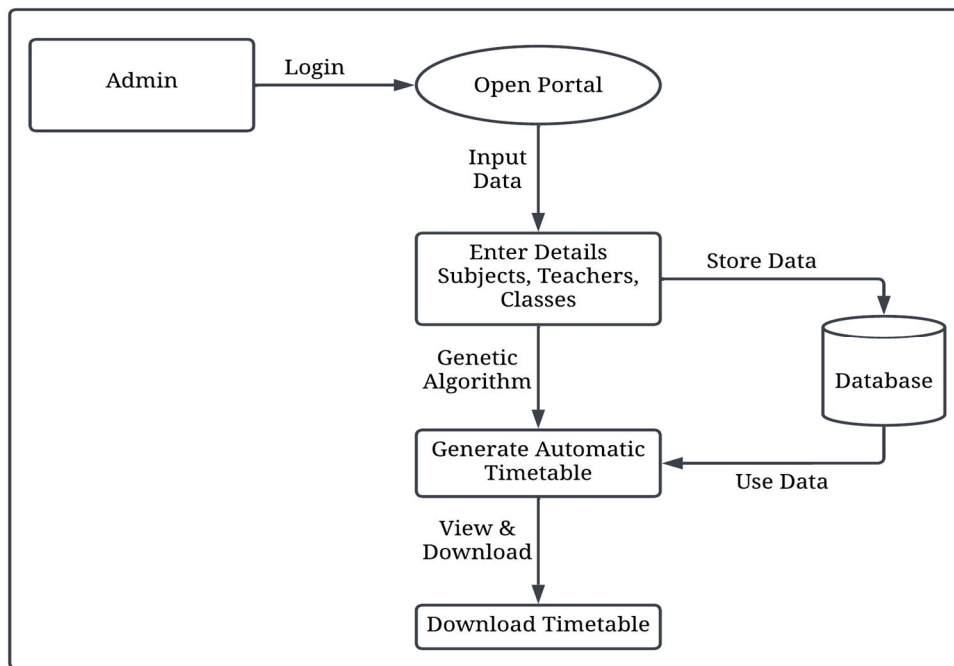 Admin
Login
Open Portal
Input
Data
Enter Details
Subjects, Teachers,
Classes
Store Data
Database
Genetic
Algorithm
Generate Automatic
Timetable
Use Data
View &
Download
Download Timetable